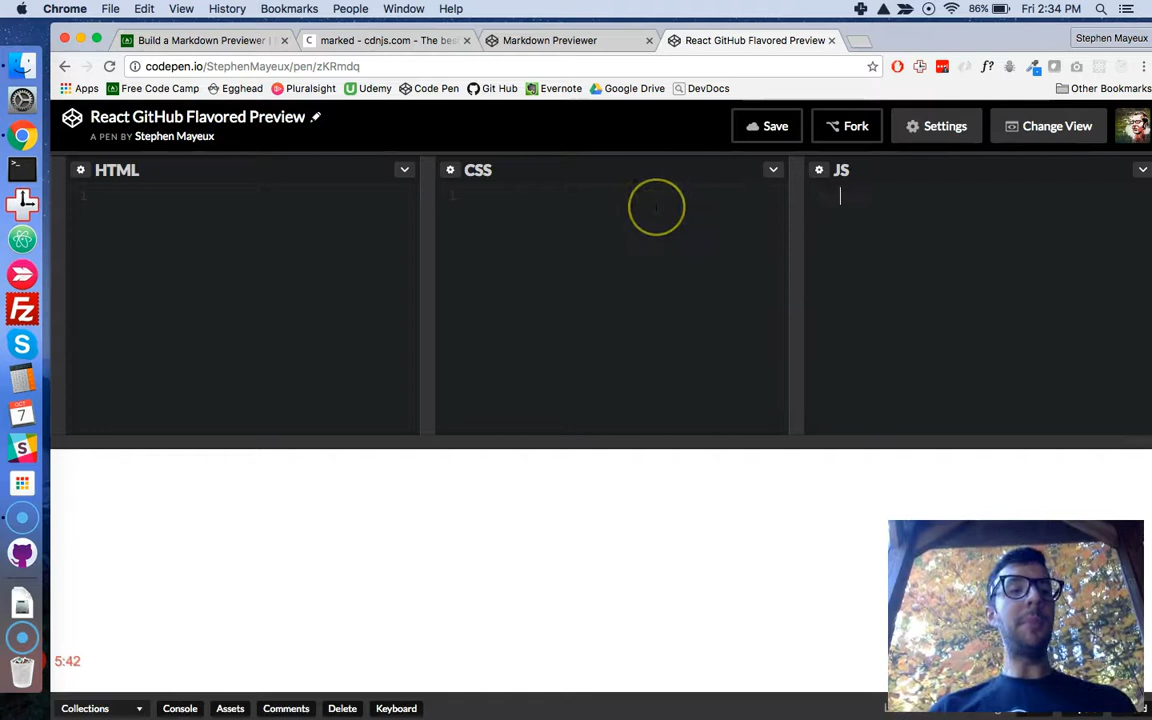 Chrome File Edit View History Bookmarks People Window Help 86% Fri 2:34 PM
Build a Markdown Previewer | marked - cdnjs.com - The bes Markdown Previewer React GitHub Flavored Preview Stephen Mayeux
codepen.io/StephenMayeux/pen/zKRmdq
Apps Free Code Camp Egghead Pluralsight Udemy Code Pen Git Hub Evernote Google Drive DevDocs Other Bookmarks
React GitHub Flavored Preview
A PEN BY Stephen Mayeux
Save Fork Settings Change View
HTML CSS JS
1 1
5:42
Collections Console Assets Comments Delete Keyboard